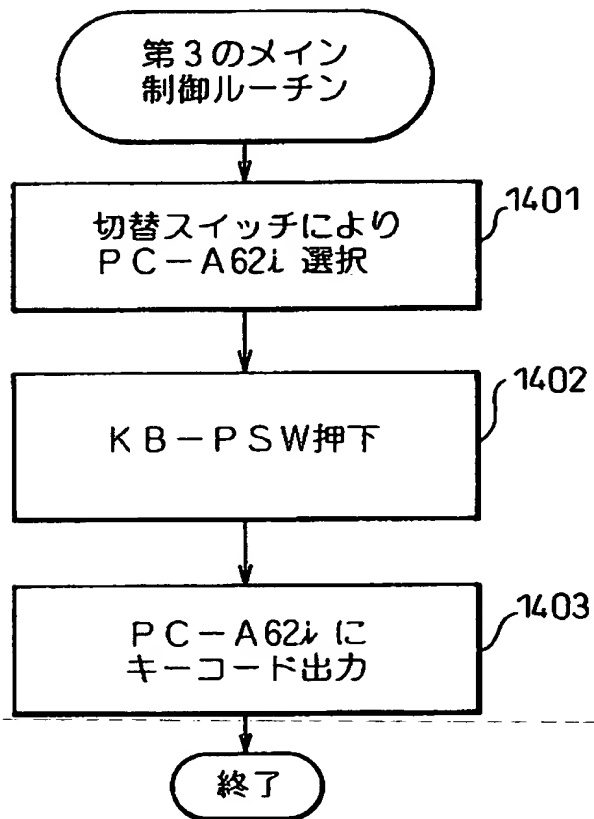 第3のメイン
制御ルーチン
切替スイッチにより
PC-A62i 選択
1401
KB-PSW押下
1402
PC-A62i に
キーコード出力
1403
終了